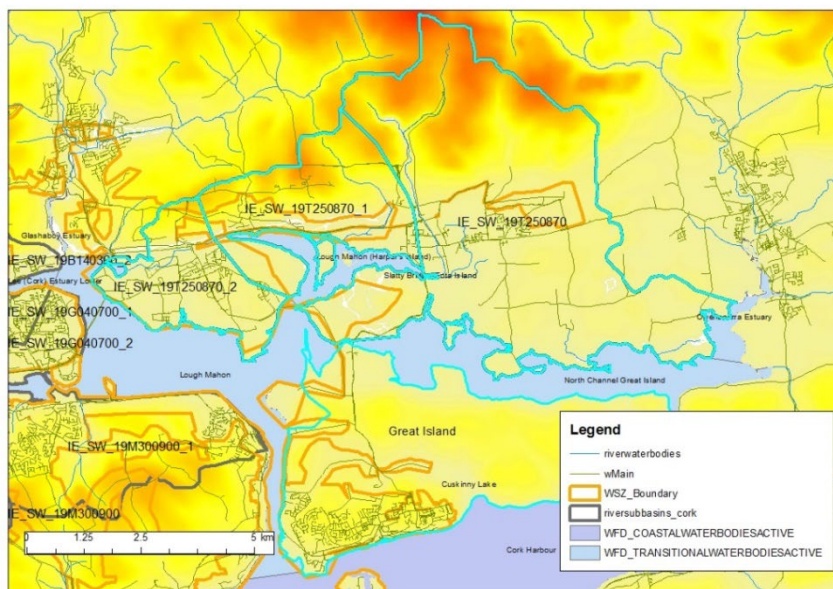 IE_SW_19T250870_1
IE_SW_19T250870
Glashaboy Estuary
Lough Mahon (Harper's Island)
Estuary Lower
IE_SW_19T250870_2
IE_SW_19G040700_1
IE_SW_19G040700_2
Lough Mahon
North Channel Great Island
Great Island
IE_SW_19M300900_1
Cuskinny Lake
IE_SW_19M300900
Cork Harbour
0 1.25 2.5 5 km
Legend
riverwaterbodies
wMain
WSZ_Boundary
riversubbasins_cork
WFD_COASTALWATERBODIESACTIVE
WFD_TRANSITIONALWATERBODIESACTIVE